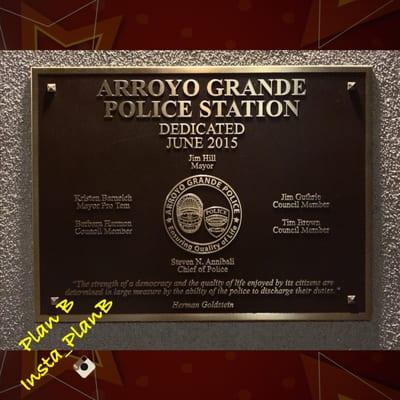 ARROYO GRANDE
POLICE STATION
DEDICATED
JUNE 2015
Jim Hill
Mayor
Kristen Barneich
Mayor Pro Tem
Jim Guthrie
Council Member
Barbara Harmon
Council Member
Tim Brown
Council Member
ARROYO GRANDE POLICE
Ensuring Quality of Life
POLICE
Steven N. Annibali
Chief of Police
"The strength of a democracy and the quality of life enjoyed by its citizens are
determined in large measure by the ability of the police to discharge their duties."
Herman Goldstein
Plan B
Insta_PlanB